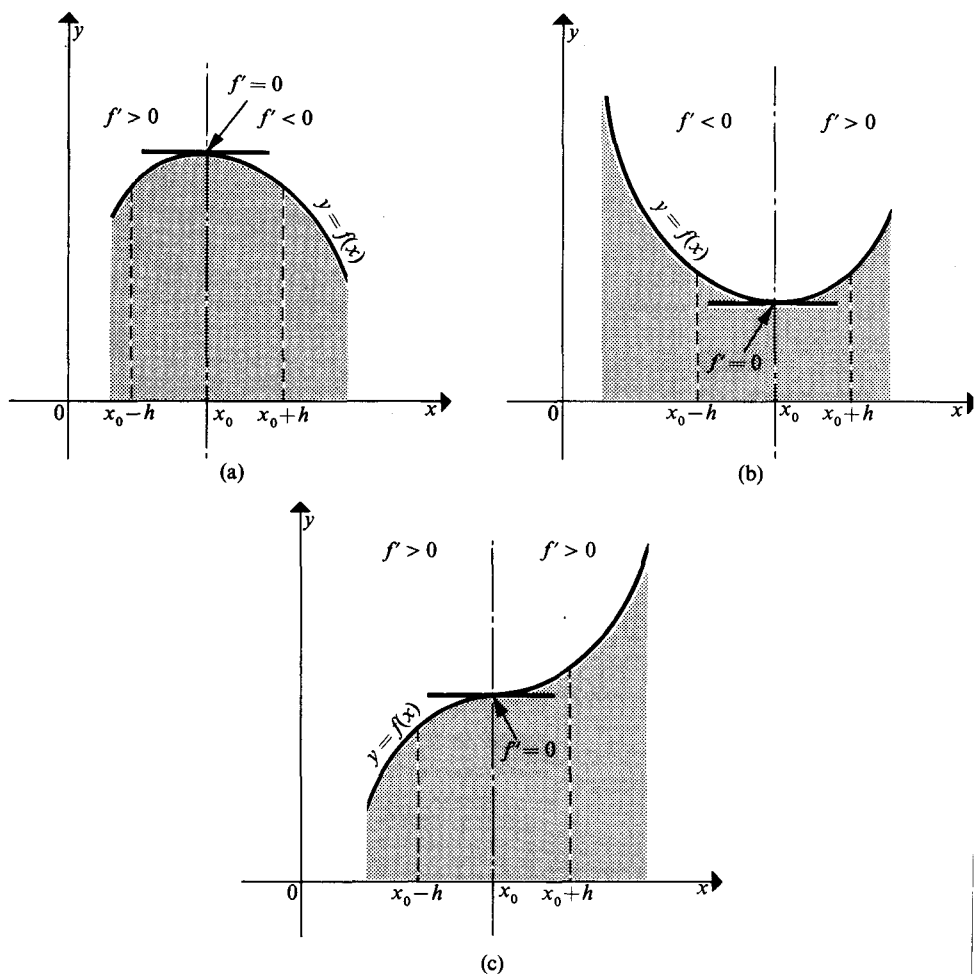 y
f′ = 0
f′ > 0
f′ < 0
y = f(x)
0
x₀−h
x₀
x₀+h
x
(a)
y
f′ < 0
f′ > 0
y = f(x)
f′ = 0
0
x₀−h
x₀
x₀+h
x
(b)
y
f′ > 0
f′ > 0
y = f(x)
f′ = 0
0
x₀−h
x₀
x₀+h
x
(c)